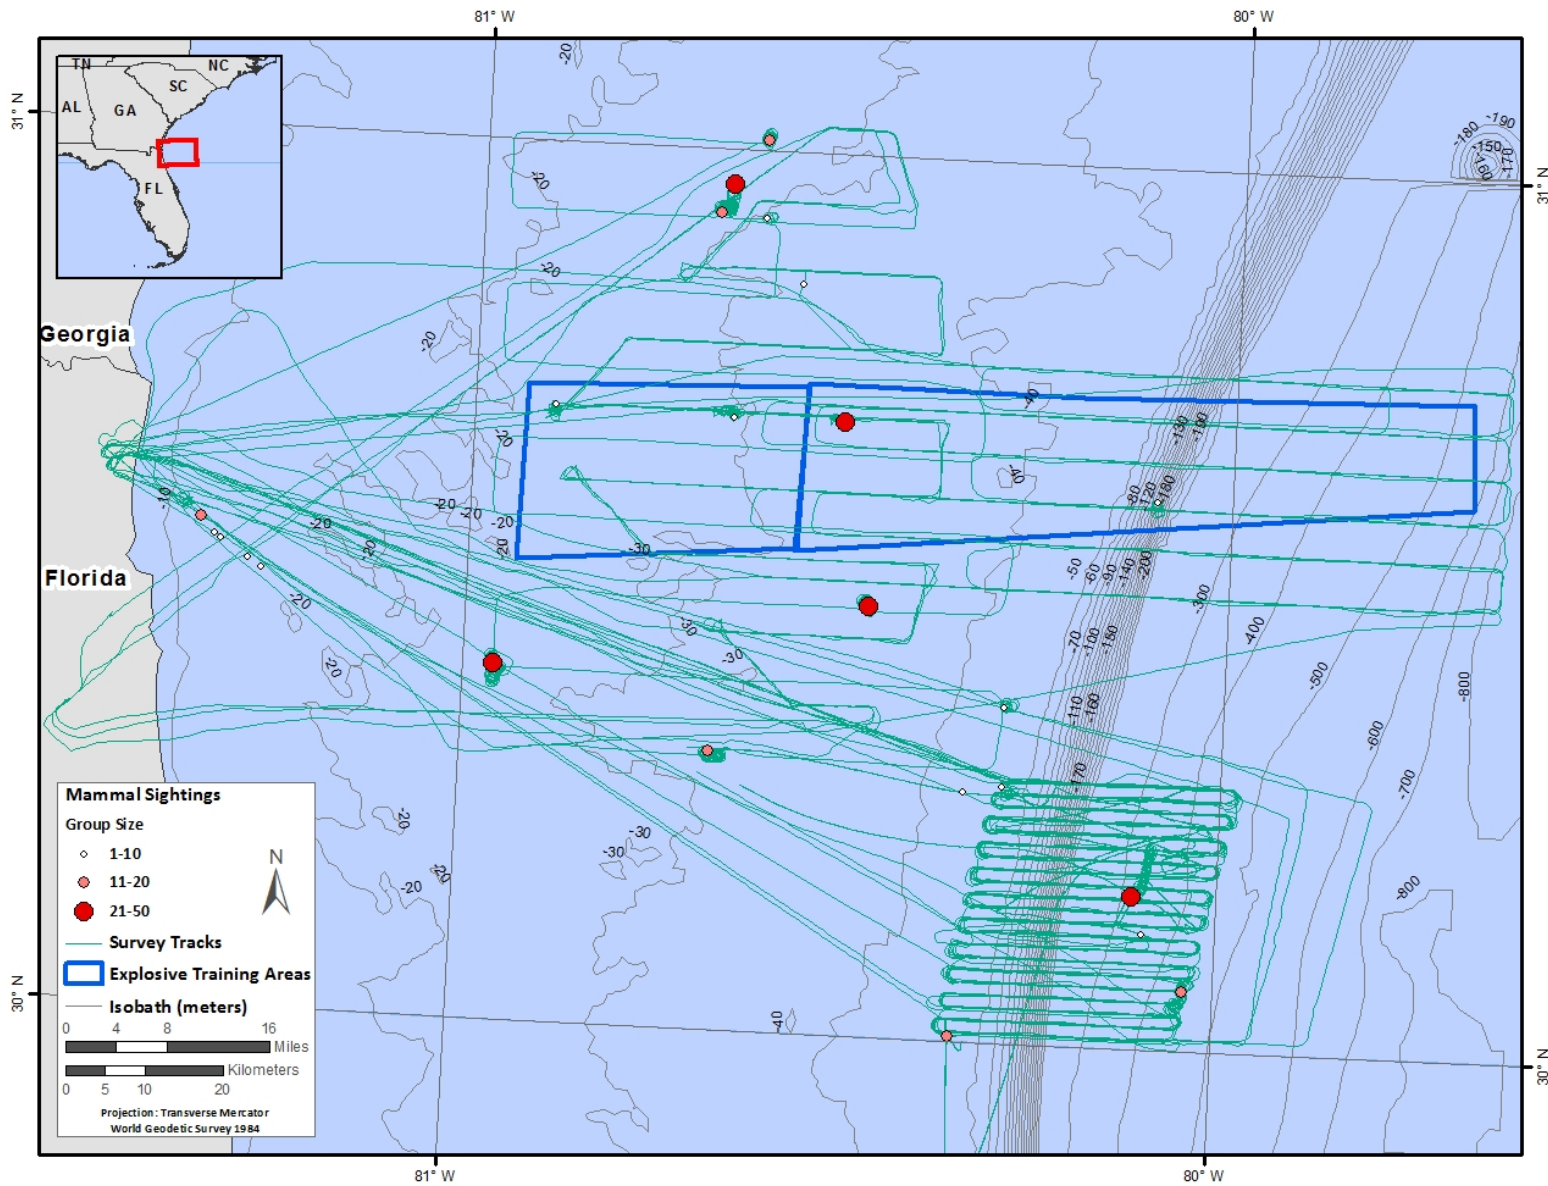 81° W
80° W
-20
TN
NC
SC
AL
GA
FL
31° N
-190
-180
-150
-170
-160
31° N
-20
-20
Georgia
-20
-40
-130
-190
-20
-40
-10
-20
-20
-20
-20
-80
-120
-180
-20
-20
-30
Florida
-50
-60
-90
-140
-200
-20
-300
-30
-70
-100
-150
-400
-20
-30
-500
-800
-110
-160
-600
-170
-700
Mammal Sightings
Group Size
1-10
11-20
21-50
N
Survey Tracks
Explosive Training Areas
Isobath (meters)
0 4 8 16
Miles
Kilometers
0 5 10 20
Projection: Transverse Mercator
World Geodetic Survey 1984
-20
-30
-30
-20
-20
-800
30° N
-40
30° N
81° W
80° W